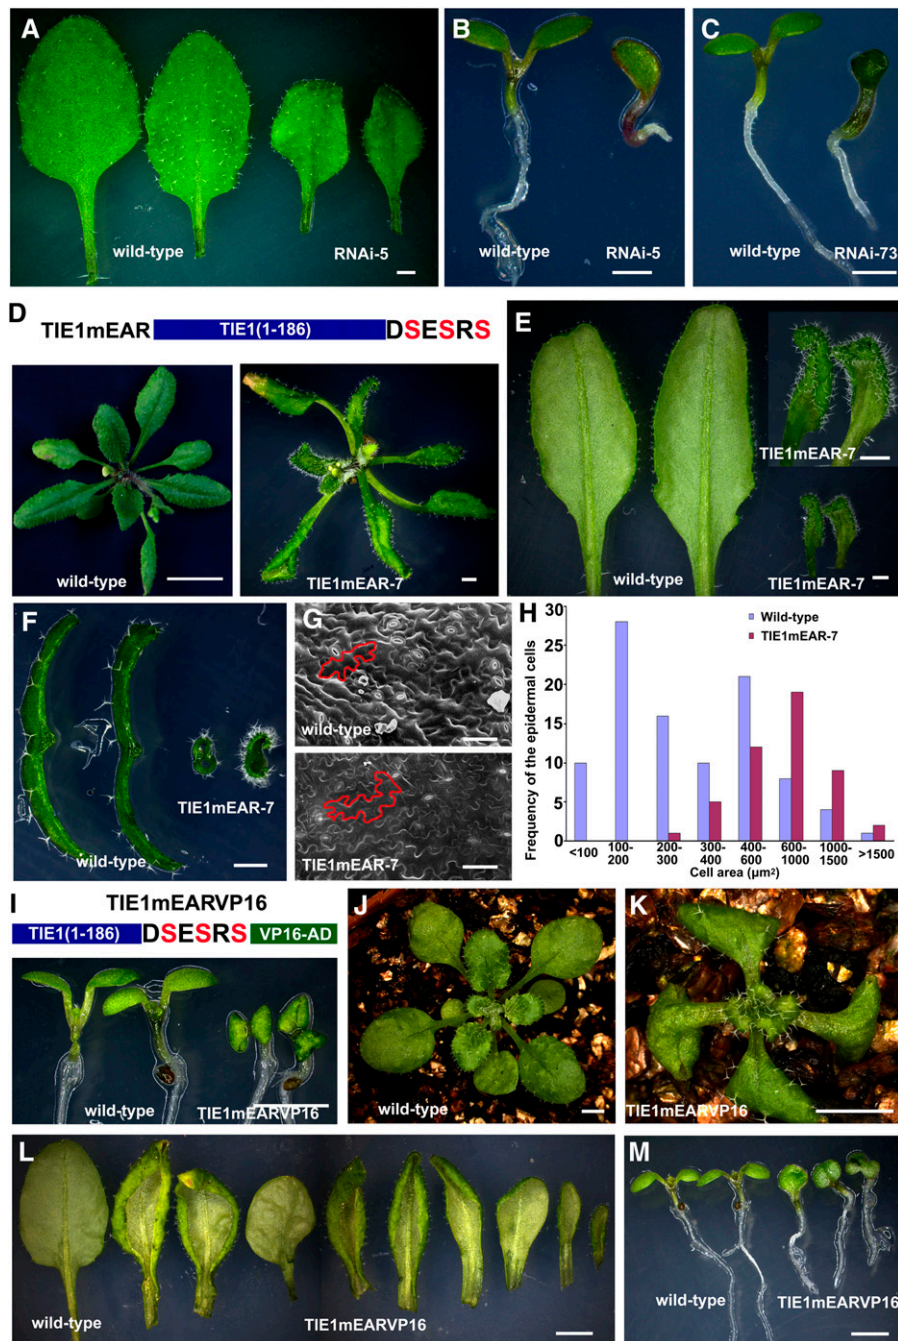 A
wild-type
RNAi-5
B
wild-type
RNAi-5
C
wild-type
RNAi-73
D
TIE1mEAR
TIE1(1-186)
DSESRS
wild-type
TIE1mEAR-7
E
TIE1mEAR-7
wild-type
TIE1mEAR-7
F
TIE1mEAR-7
wild-type
G
wild-type
TIE1mEAR-7
H
Wild-type
TIE1mEAR-7
Frequency of the epidermal cells
30
25
20
15
10
5
0
<100
100-200
200-300
300-400
400-600
600-1000
1000-1500
>1500
Cell area (µm²)
I
TIE1mEARVP16
TIE1(1-186)
DSESRS
VP16-AD
wild-type
TIE1mEARVP16
J
wild-type
K
TIE1mEARVP16
L
wild-type
TIE1mEARVP16
M
wild-type
TIE1mEARVP16